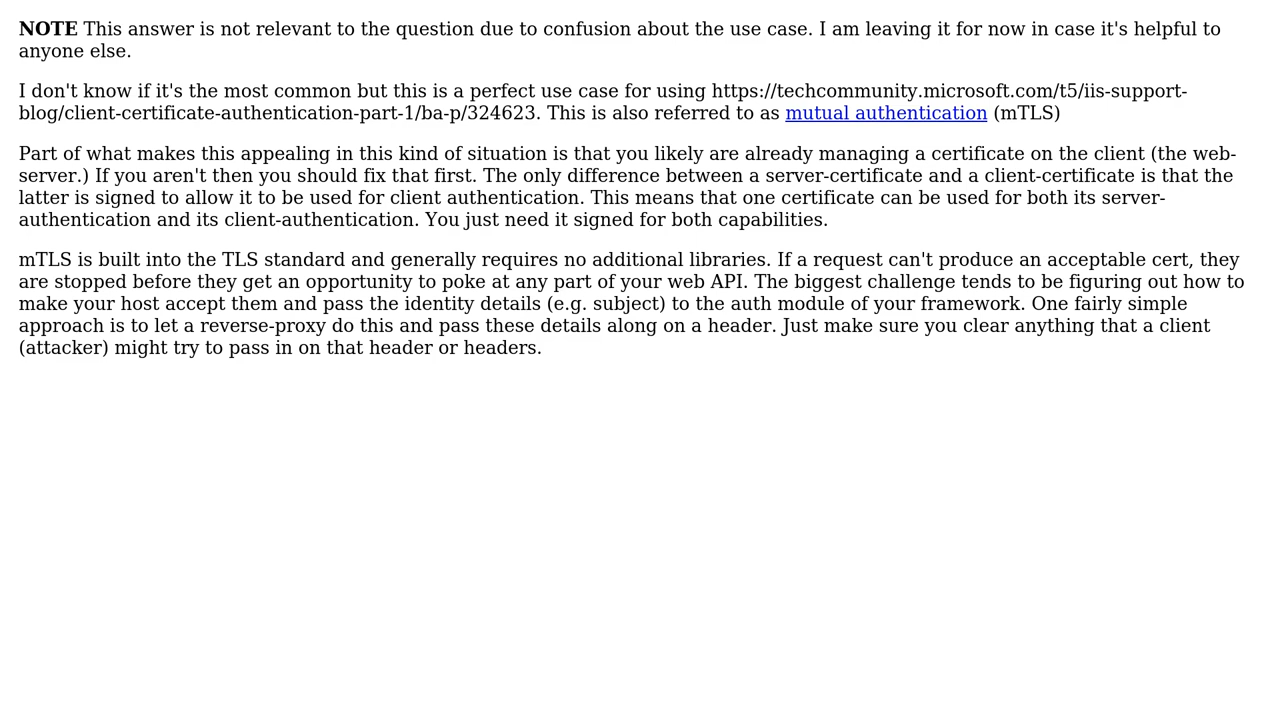 NOTE This answer is not relevant to the question due to confusion about the use case. I am leaving it for now in case it's helpful to
anyone else.
I don't know if it's the most common but this is a perfect use case for using https://techcommunity.microsoft.com/t5/iis-support-
blog/client-certificate-authentication-part-1/ba-p/324623. This is also referred to as mutual authentication (mTLS)
Part of what makes this appealing in this kind of situation is that you likely are already managing a certificate on the client (the web-
server.) If you aren't then you should fix that first. The only difference between a server-certificate and a client-certificate is that the
latter is signed to allow it to be used for client authentication. This means that one certificate can be used for both its server-
authentication and its client-authentication. You just need it signed for both capabilities.
mTLS is built into the TLS standard and generally requires no additional libraries. If a request can't produce an acceptable cert, they
are stopped before they get an opportunity to poke at any part of your web API. The biggest challenge tends to be figuring out how to
make your host accept them and pass the identity details (e.g. subject) to the auth module of your framework. One fairly simple
approach is to let a reverse-proxy do this and pass these details along on a header. Just make sure you clear anything that a client
(attacker) might try to pass in on that header or headers.